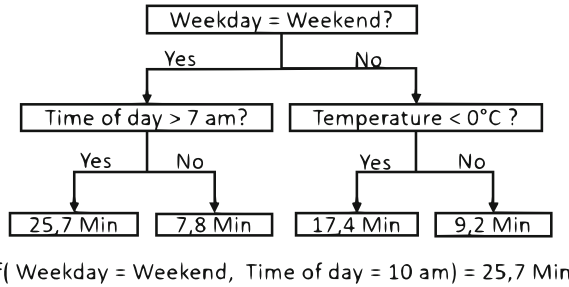 Weekday = Weekend?
Yes No
Time of day > 7 am? Temperature < 0°C ?
Yes No Yes No
25,7 Min 7,8 Min 17,4 Min 9,2 Min
f( Weekday = Weekend, Time of day = 10 am) = 25,7 Min